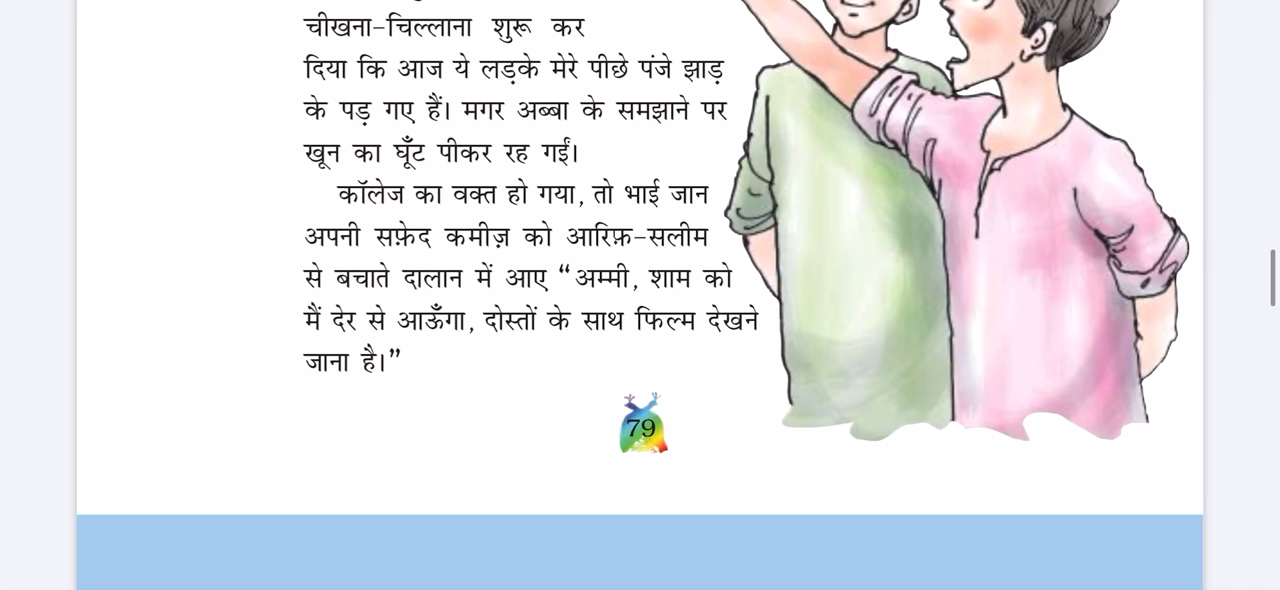 चीखना-चिल्लाना शुरू कर
दिया कि आज ये लड़के मेरे पीछे पंजे झाड़
के पड़ गए हैं। मगर अब्बा के समझाने पर
खून का घूँट पीकर रह गईं।
कॉलेज का वक्त हो गया, तो भाई जान
अपनी सफ़ेद कमीज़ को आरिफ़-सलीम
से बचाते दालान में आए “अम्मी, शाम को
मैं देर से आऊँगा, दोस्तों के साथ फिल्म देखने
जाना है।”
79